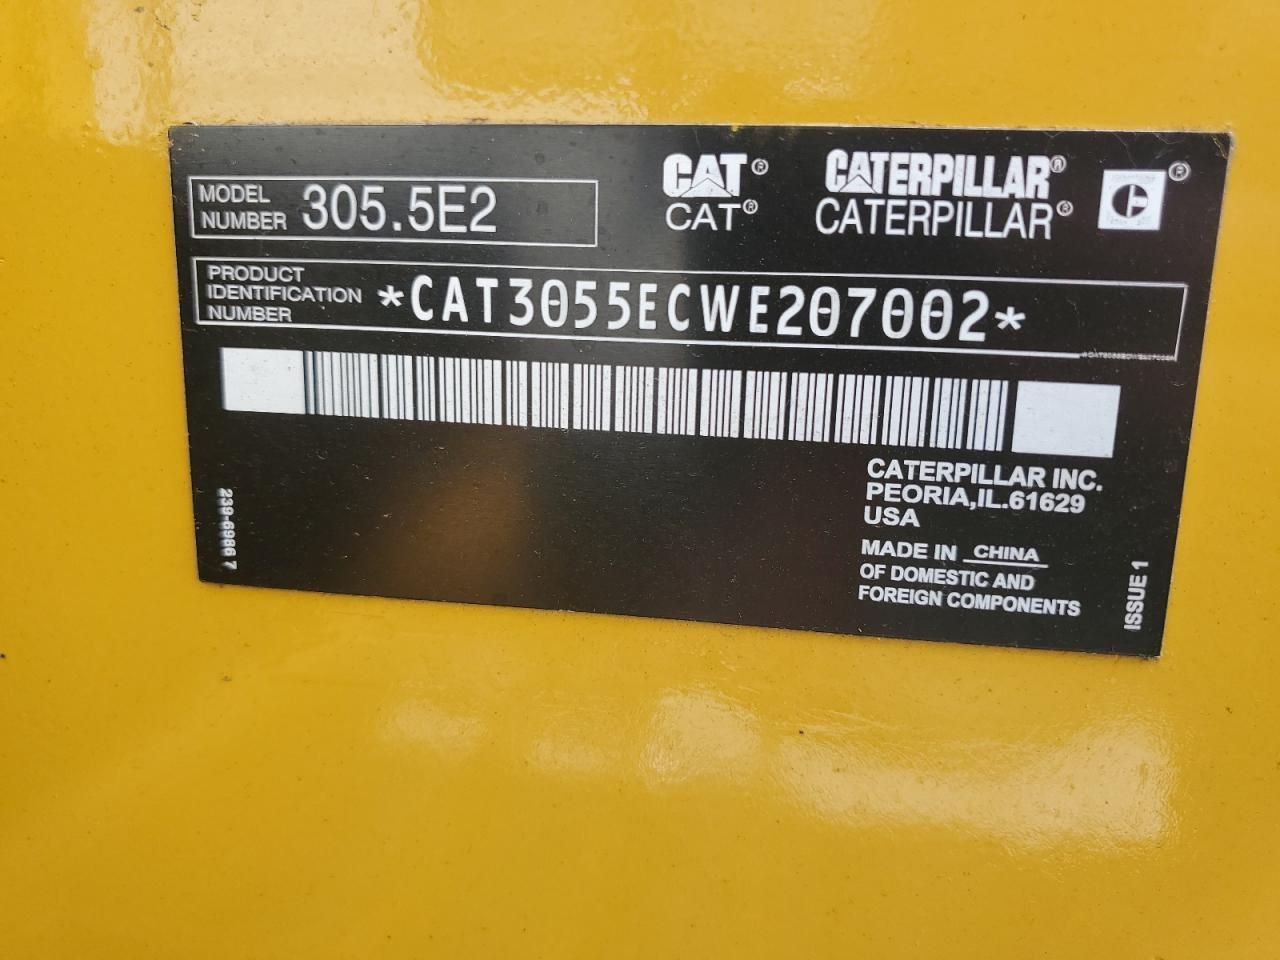 MODEL NUMBER 305.5E2
CAT® CATERPILLAR® ®
CAT® CATERPILLAR®
PRODUCT IDENTIFICATION NUMBER *CAT3055ECWE207002*
CATERPILLAR INC.
PEORIA,IL.61629
USA
MADE IN CHINA
OF DOMESTIC AND
FOREIGN COMPONENTS
239-6986 7
ISSUE 1